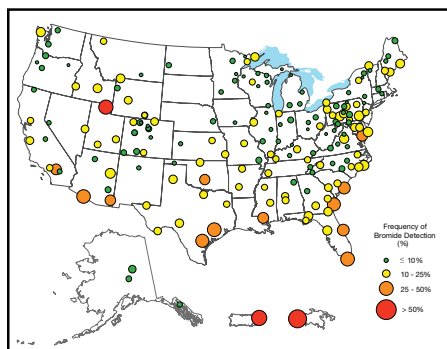 Frequency of
Bromide Detection
(%)
≤ 10%
10 - 25%
25 - 50%
> 50%